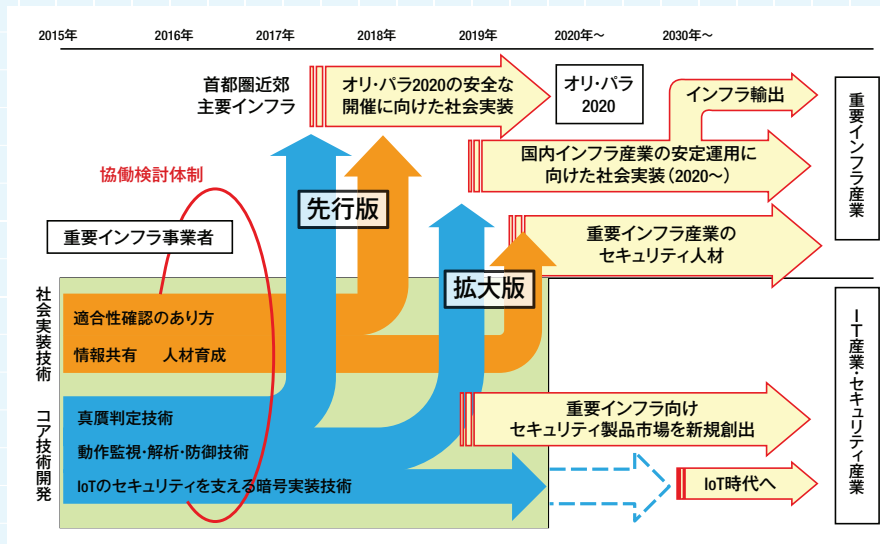 2015年 2016年 2017年 2018年 2019年 2020年～ 2030年～
首都圏近郊
主要インフラ
オリ・パラ2020の安全な
開催に向けた社会実装
オリ・パラ
2020
インフラ輸出
国内インフラ産業の安定運用に
向けた社会実装（2020～）
重要インフラ産業の
セキュリティ人材
重要インフラ産業
協働検討体制
重要インフラ事業者
先行版
拡大版
社会実装技術
適合性確認のあり方
情報共有 人材育成
コア技術開発
真贋判定技術
動作監視・解析・防御技術
IoTのセキュリティを支える暗号実装技術
重要インフラ向け
セキュリティ製品市場を新規創出
IoT時代へ
IT産業・セキュリティ産業